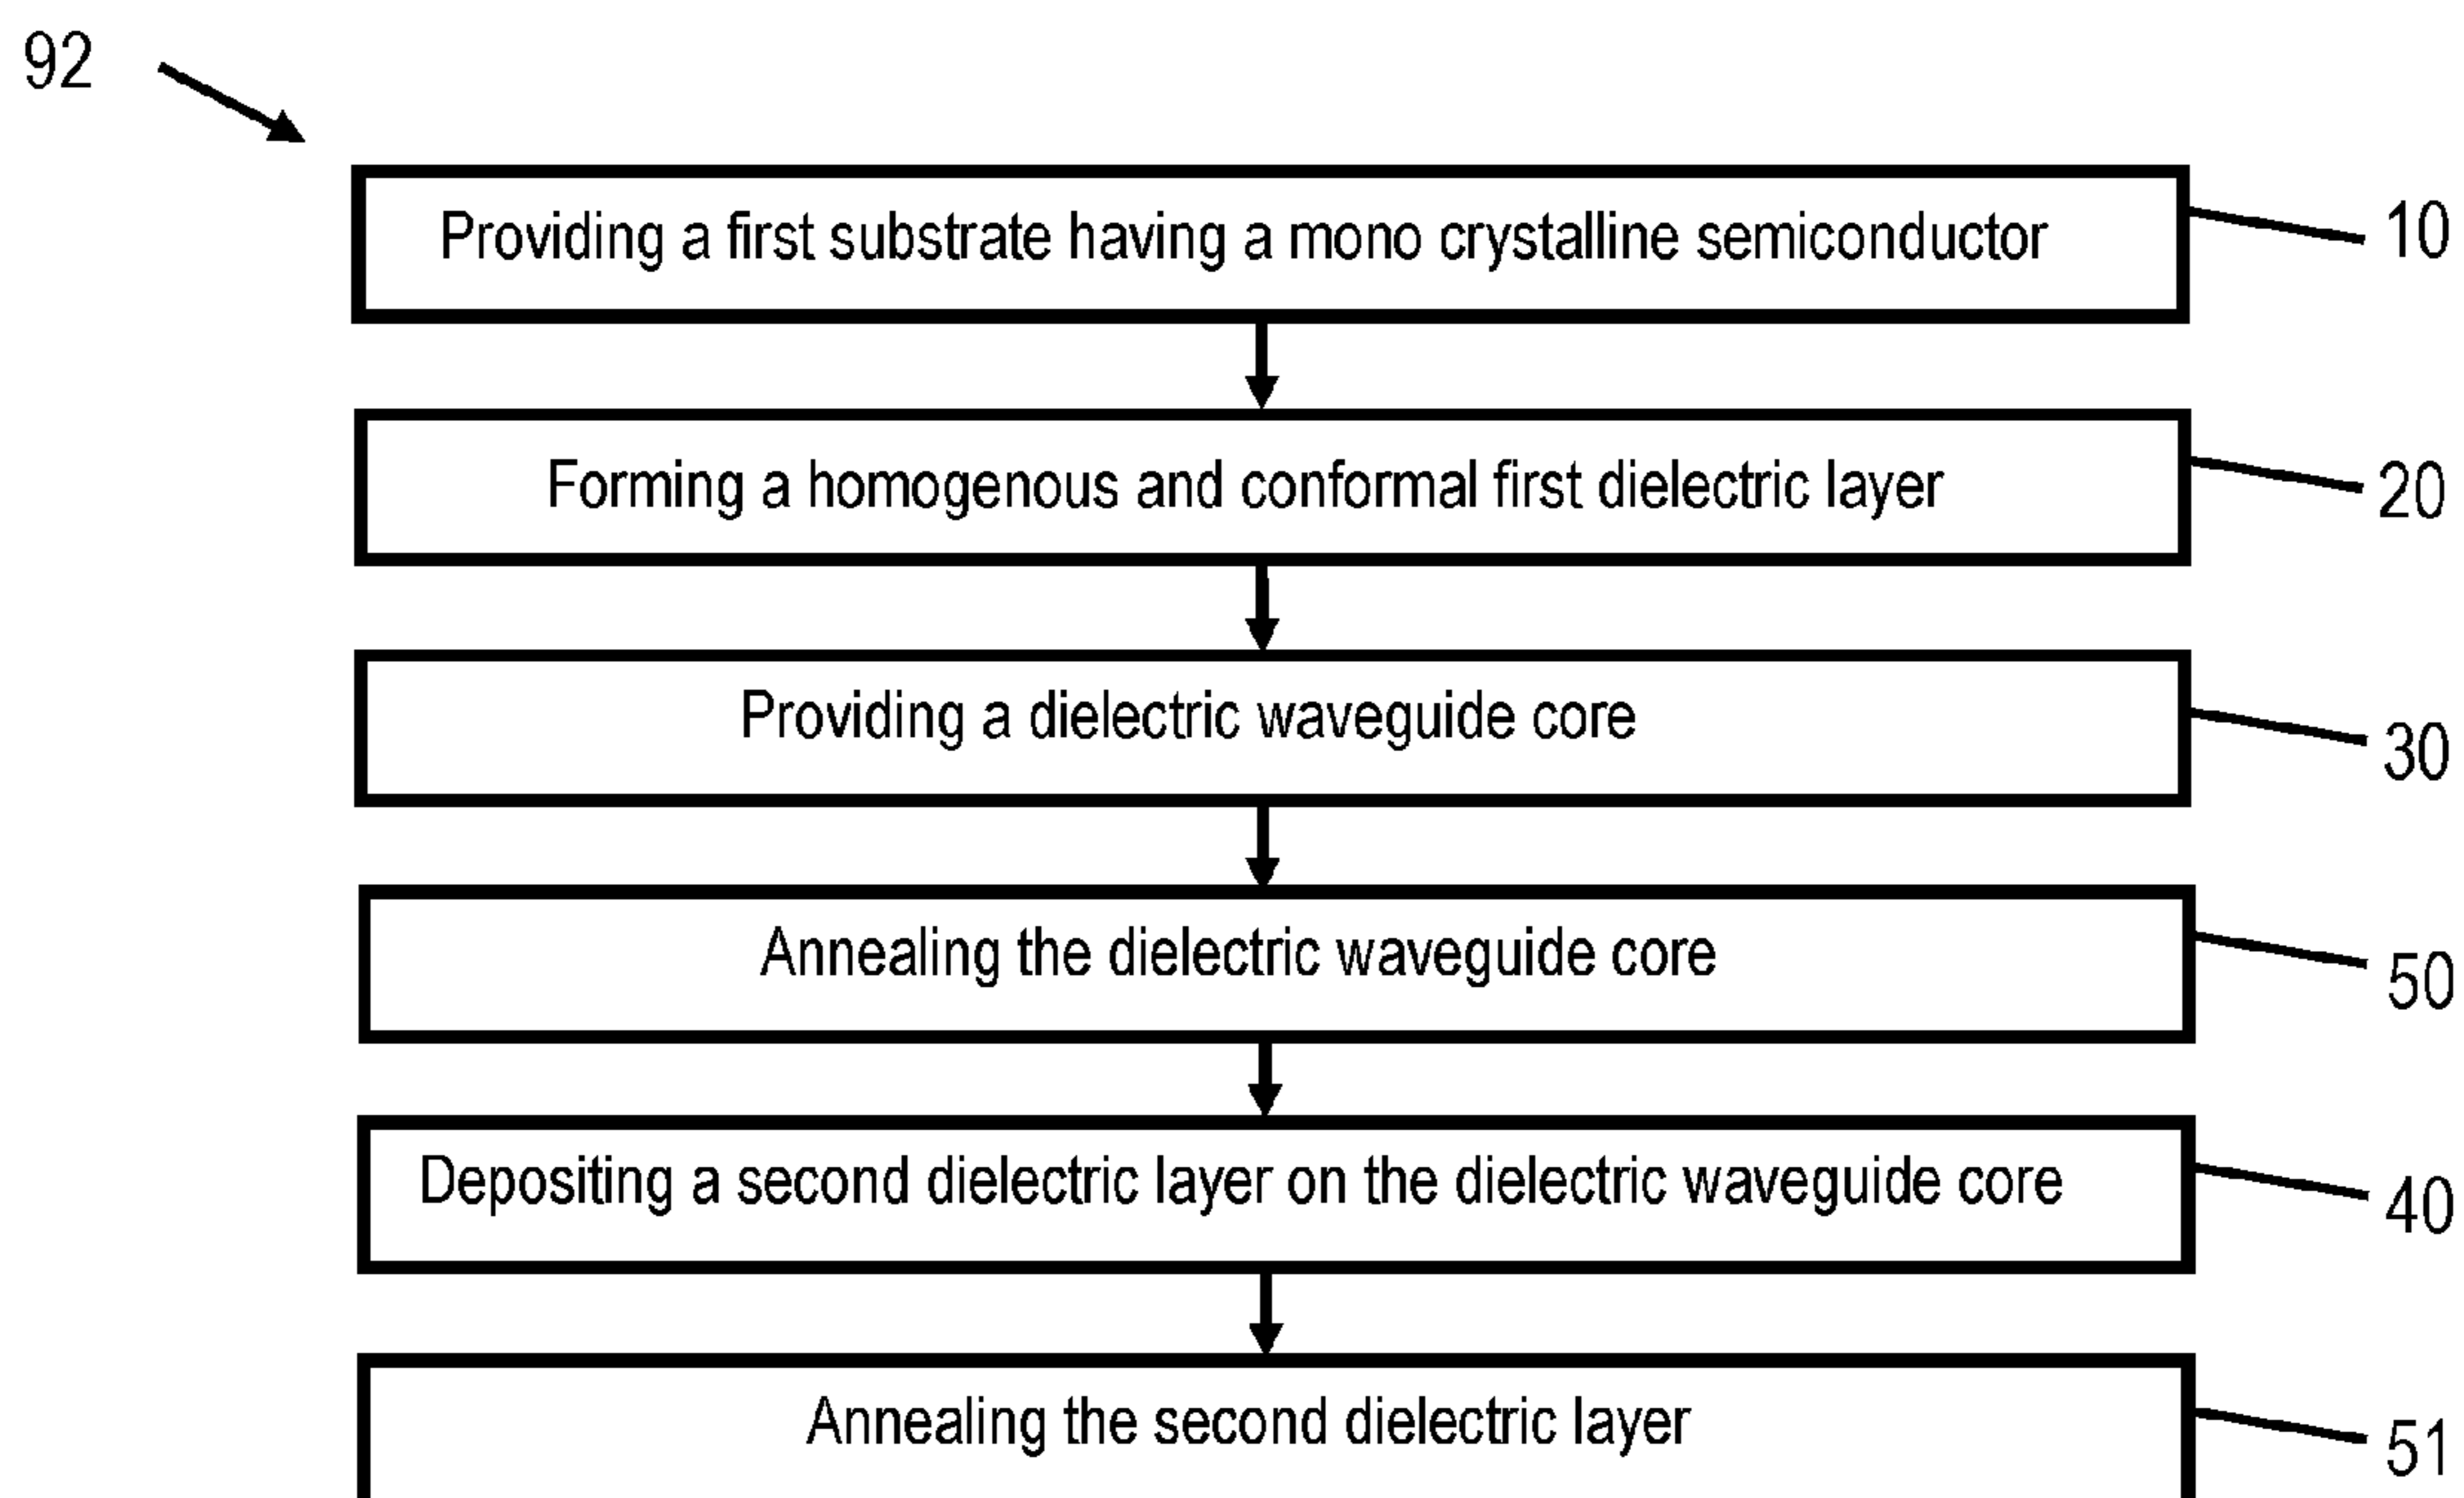 92
Providing a first substrate having a mono crystalline semiconductor
10
Forming a homogenous and conformal first dielectric layer
20
Providing a dielectric waveguide core
30
Annealing the dielectric waveguide core
50
Depositing a second dielectric layer on the dielectric waveguide core
40
Annealing the second dielectric layer
51